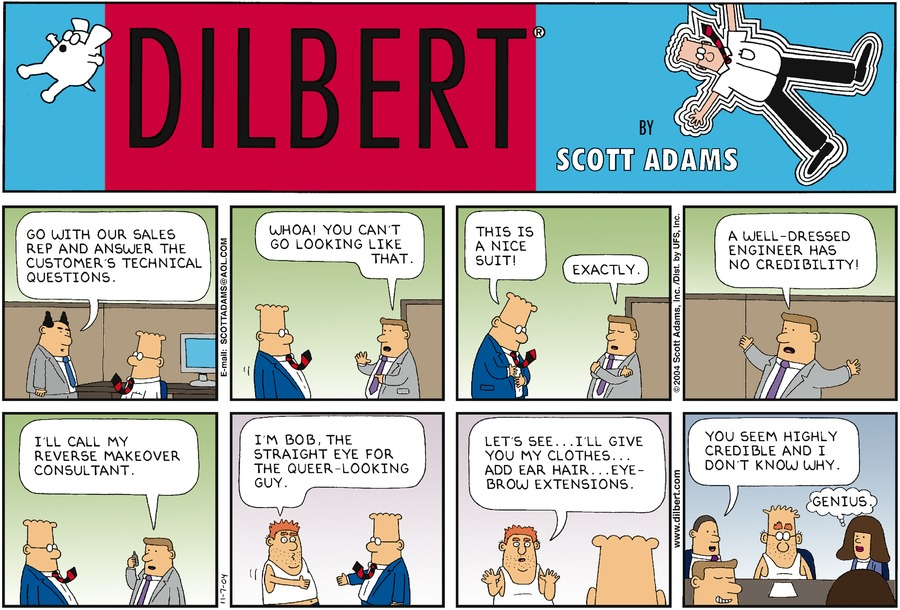 DILBERT®
BY
SCOTT ADAMS
GO WITH OUR SALES
REP AND ANSWER THE
CUSTOMER'S TECHNICAL
QUESTIONS.
E-mail: SCOTTADAMS@AOL.COM
WHOA! YOU CAN'T
GO LOOKING LIKE
THAT.
THIS IS
A NICE
SUIT!
EXACTLY.
© 2004 Scott Adams, Inc./Dist. by UFS, Inc.
A WELL-DRESSED
ENGINEER HAS
NO CREDIBILITY!
I'LL CALL MY
REVERSE MAKEOVER
CONSULTANT.
11-7-04
I'M BOB, THE
STRAIGHT EYE FOR
THE QUEER-LOOKING
GUY.
LET'S SEE...I'LL GIVE
YOU MY CLOTHES...
ADD EAR HAIR...EYE-
BROW EXTENSIONS.
www.dilbert.com
YOU SEEM HIGHLY
CREDIBLE AND I
DON'T KNOW WHY.
GENIUS.